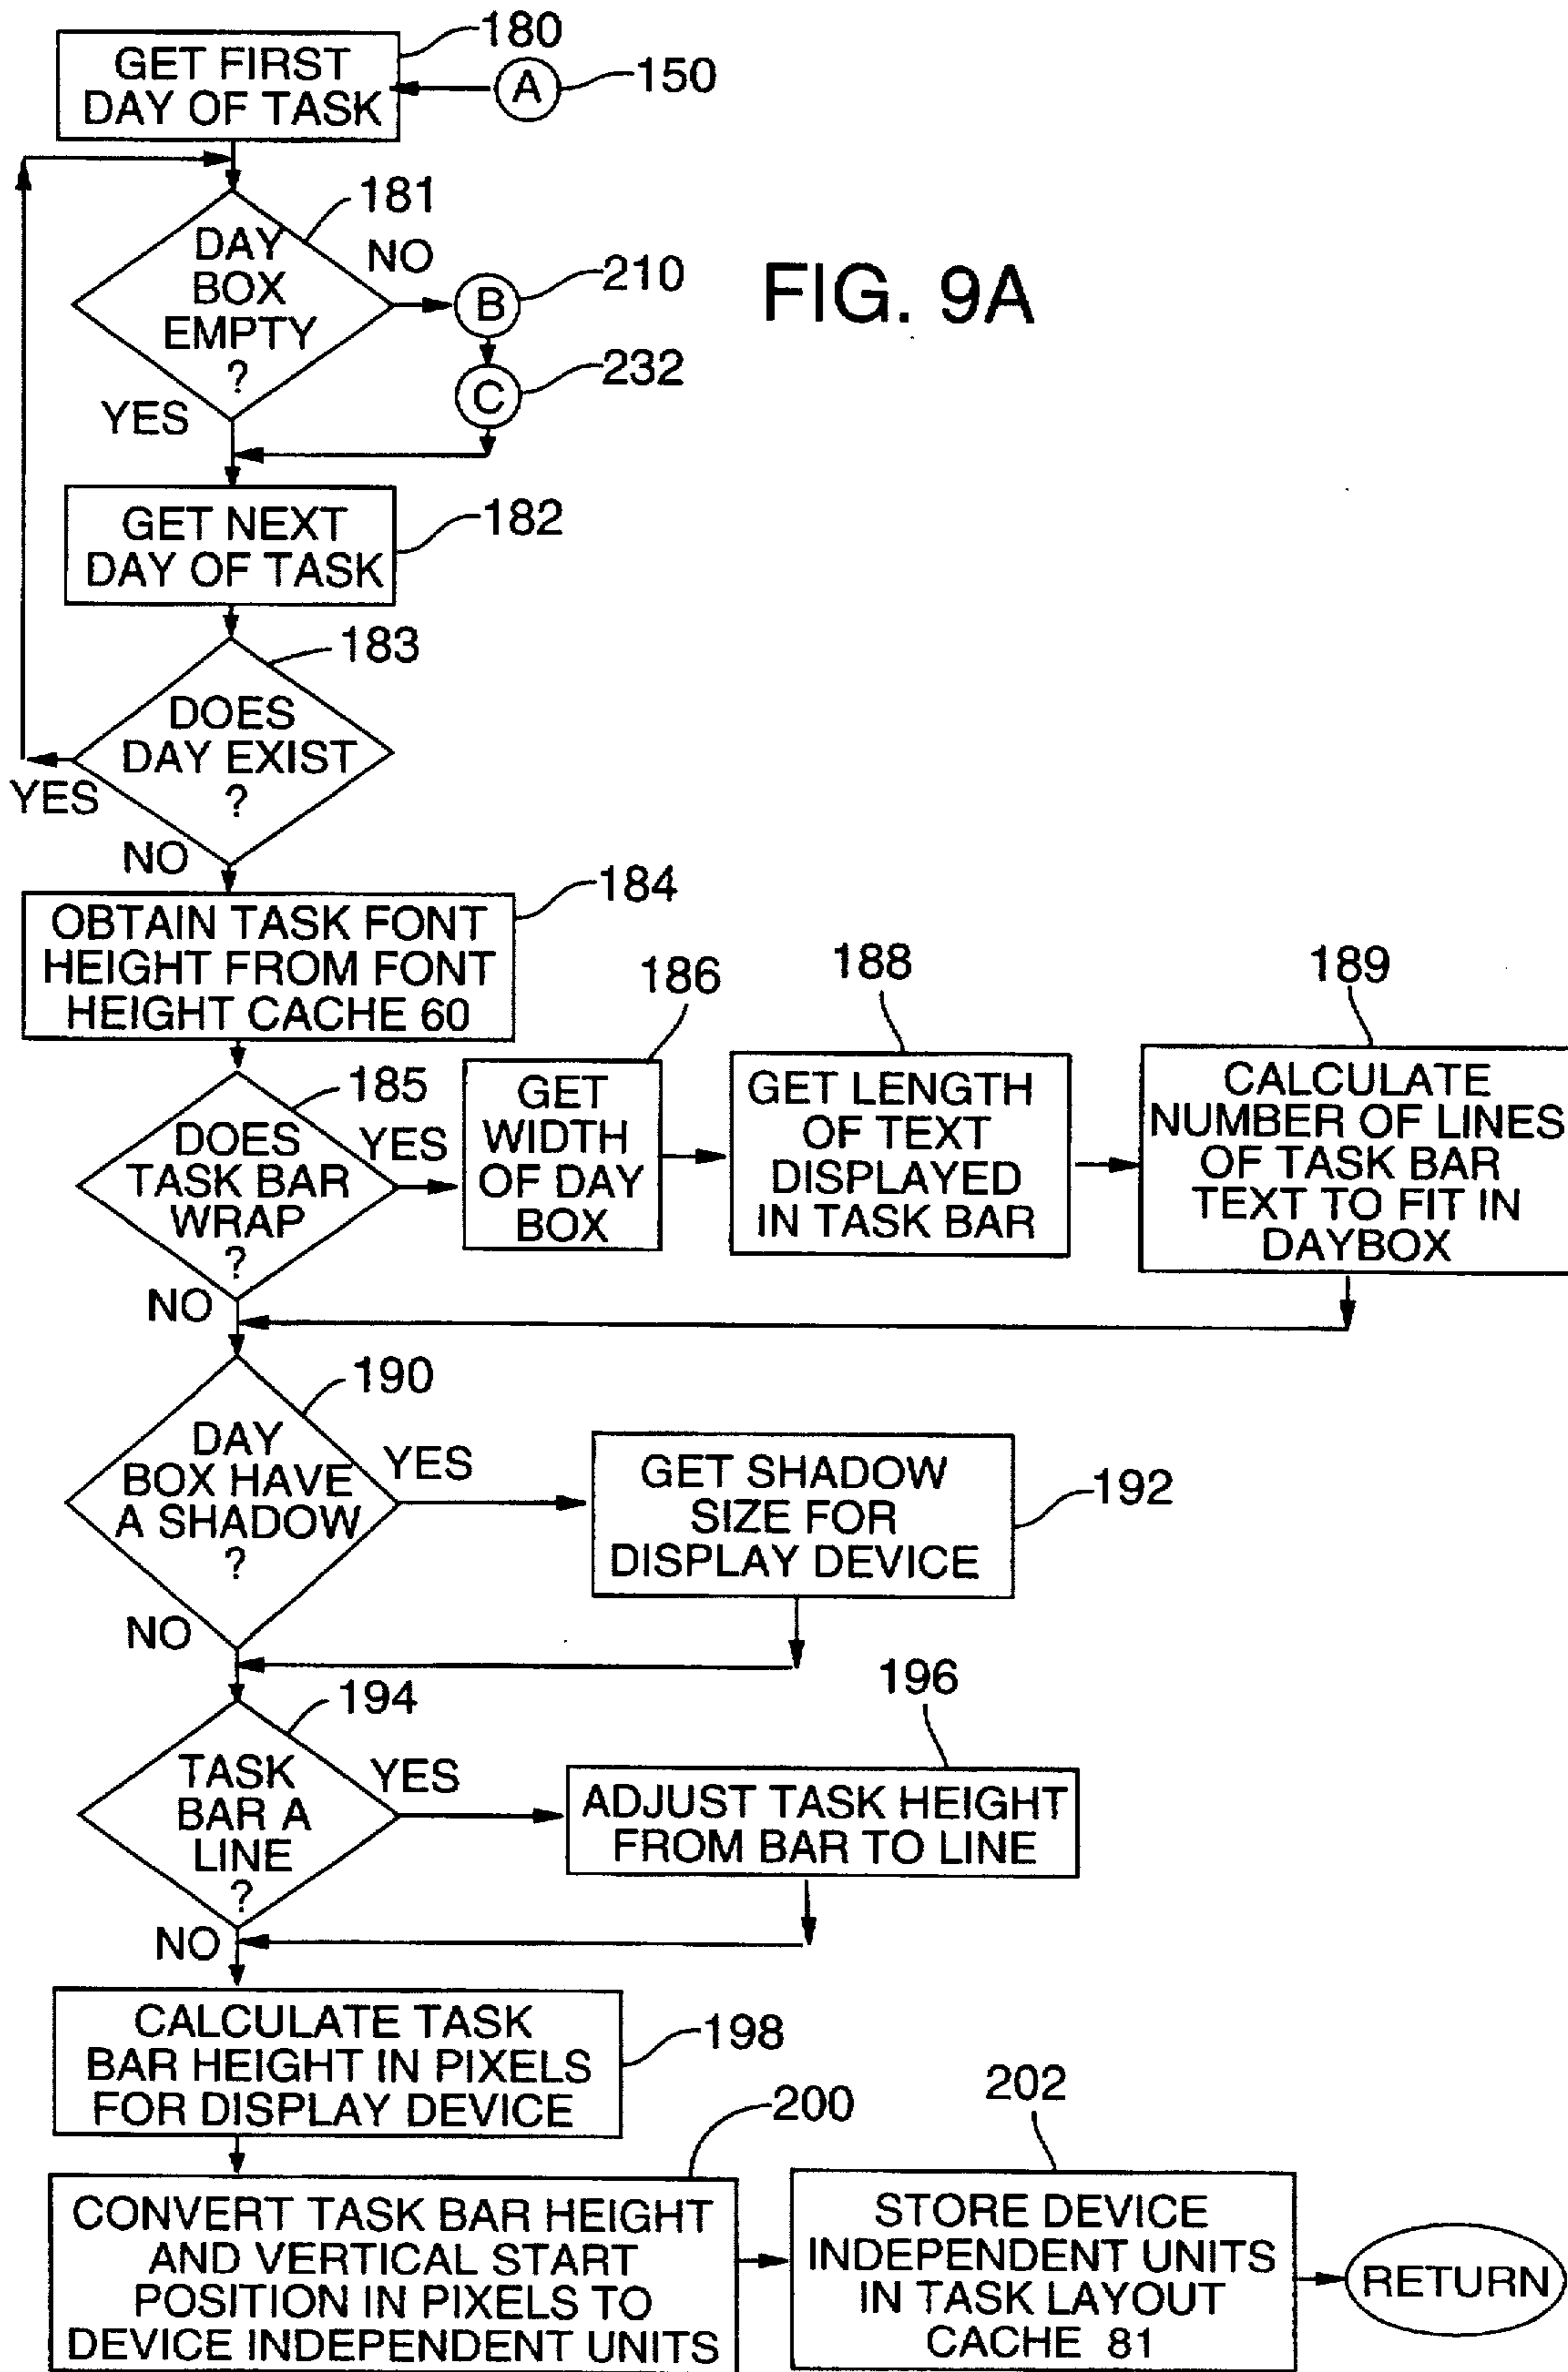 180
GET FIRST
DAY OF TASK
A
150
181
DAY
BOX
EMPTY
?
NO
B
210
FIG. 9A
C
232
YES
GET NEXT
DAY OF TASK
182
183
DOES
DAY EXIST
?
YES
NO
OBTAIN TASK FONT
HEIGHT FROM FONT
HEIGHT CACHE 60
184
185
DOES
TASK BAR
WRAP
?
YES
186
GET
WIDTH
OF DAY
BOX
188
GET LENGTH
OF TEXT
DISPLAYED
IN TASK BAR
189
CALCULATE
NUMBER OF LINES
OF TASK BAR
TEXT TO FIT IN
DAYBOX
NO
190
DAY
BOX HAVE
A SHADOW
?
YES
GET SHADOW
SIZE FOR
DISPLAY DEVICE
192
NO
194
TASK
BAR A
LINE
?
YES
196
ADJUST TASK HEIGHT
FROM BAR TO LINE
NO
CALCULATE TASK
BAR HEIGHT IN PIXELS
FOR DISPLAY DEVICE
198
200
CONVERT TASK BAR HEIGHT
AND VERTICAL START
POSITION IN PIXELS TO
DEVICE INDEPENDENT UNITS
202
STORE DEVICE
INDEPENDENT UNITS
IN TASK LAYOUT
CACHE 81
RETURN